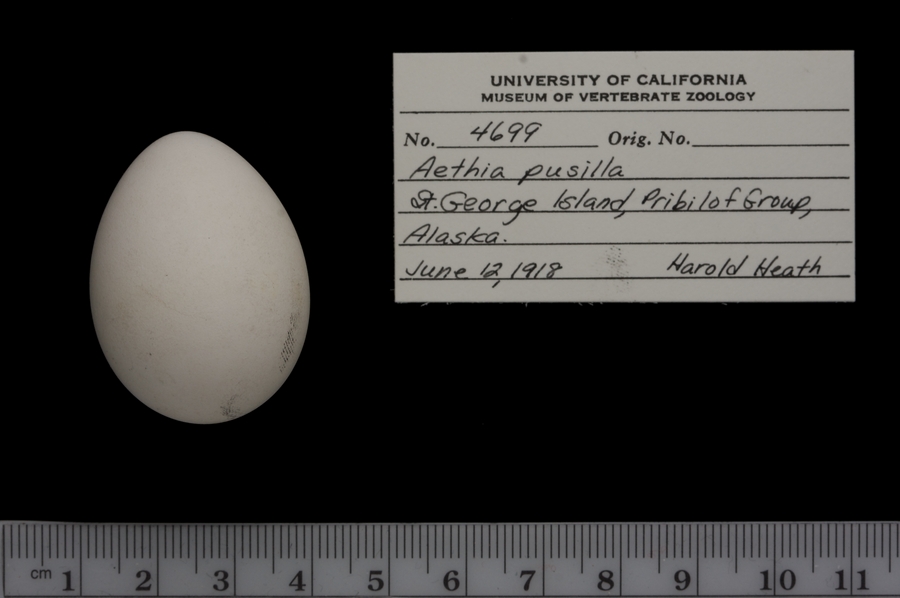 UNIVERSITY OF CALIFORNIA
MUSEUM OF VERTEBRATE ZOOLOGY
No. 4699 Orig. No.
Aethia pusilla
St. George Island, Pribilof Group,
Alaska.
June 12, 1918 Harold Heath
cm 1 2 3 4 5 6 7 8 9 10 11